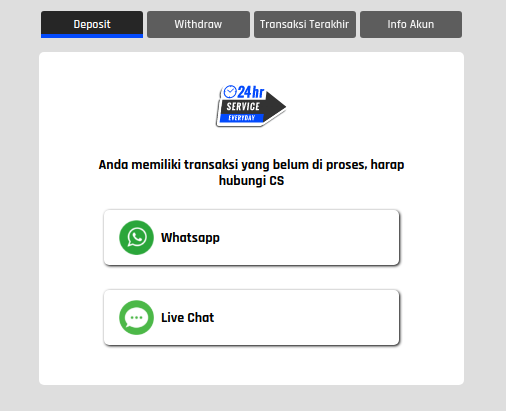 Deposit
Withdraw
Transaksi Terakhir
Info Akun
24hr
SERVICE
EVERYDAY
Anda memiliki transaksi yang belum di proses, harap
hubungi CS
Whatsapp
Live Chat